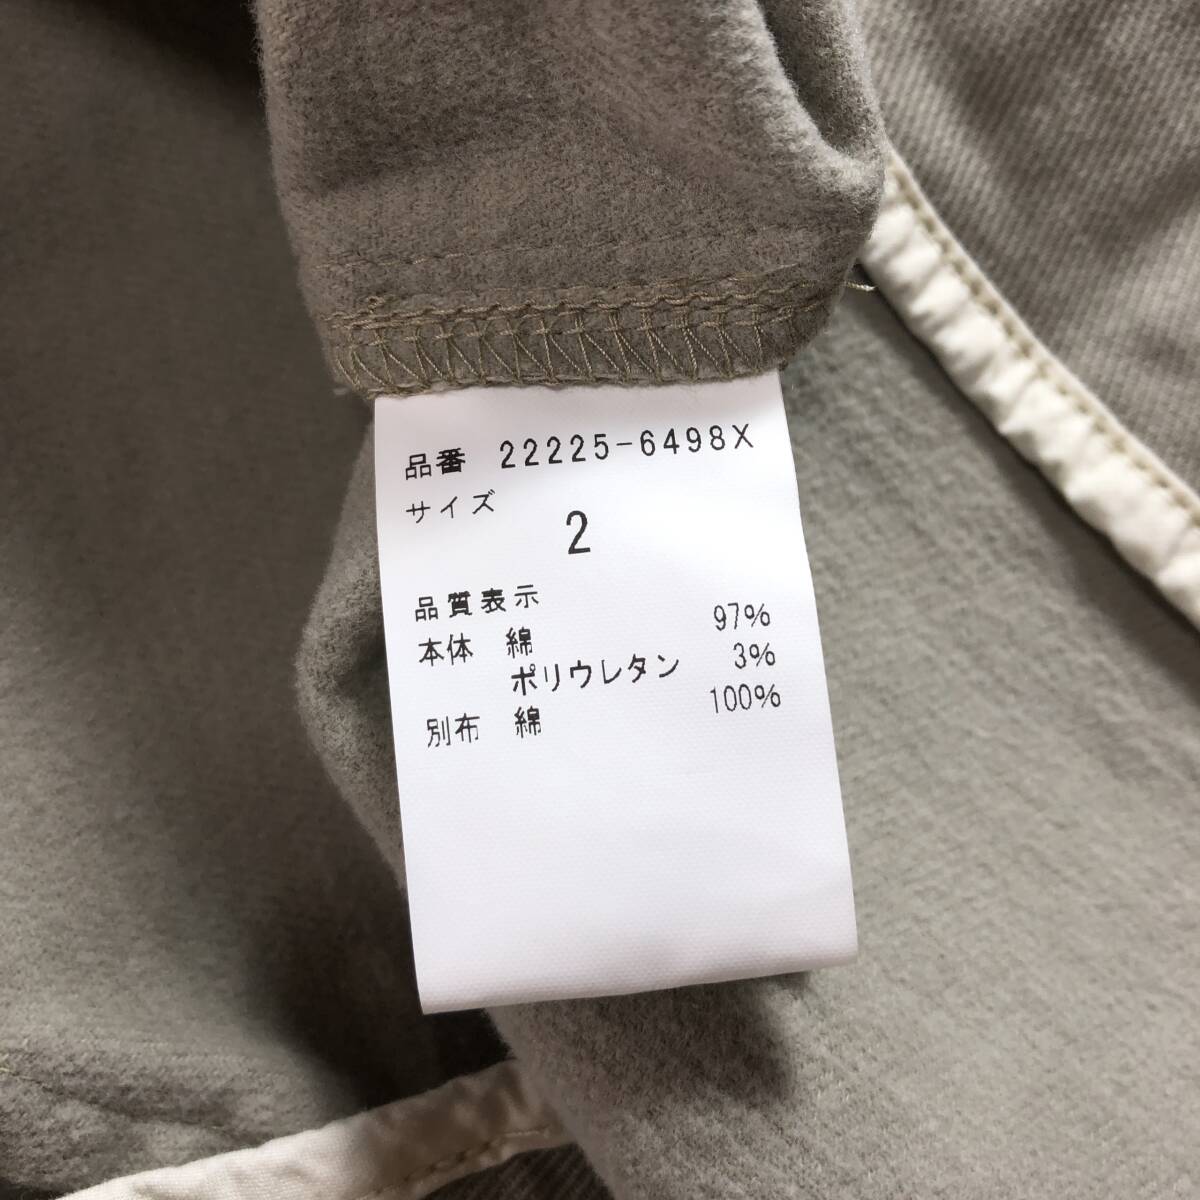 品番 22225-6498X
サイズ
2
品質表示
本体 綿 97%
ポリウレタン 3%
別布 綿 100%